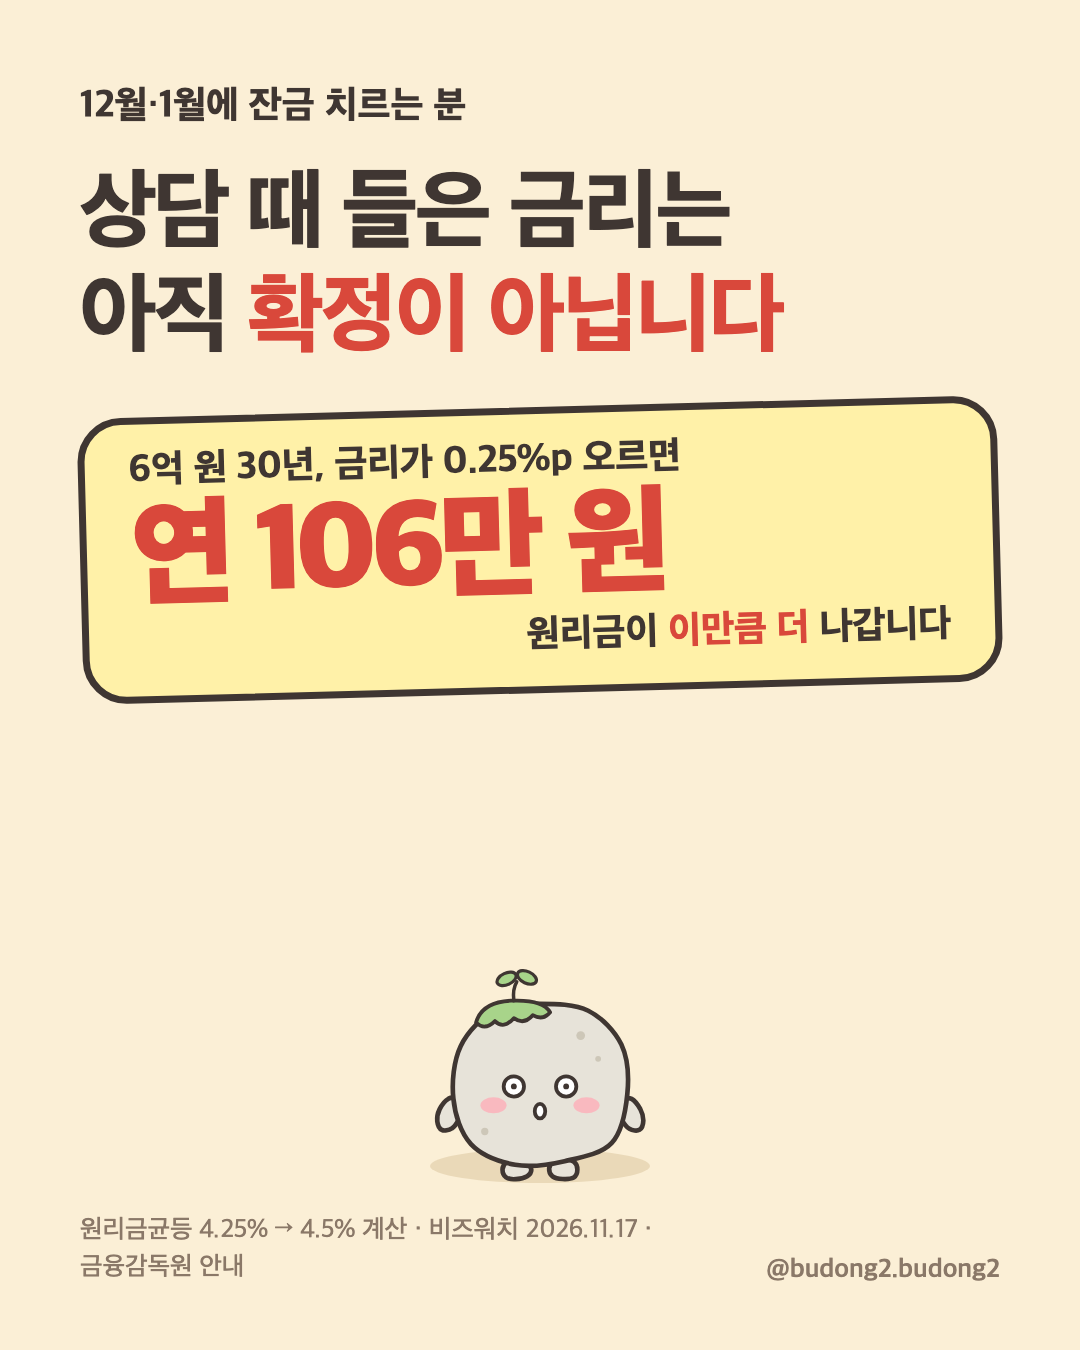 12월·1월에 잔금 치르는 분
상담 때 들은 금리는
아직 확정이 아닙니다
6억 원 30년, 금리가 0.25%p 오르면
연 106만 원
원리금이 이만큼 더 나갑니다
원리금균등 4.25% → 4.5% 계산 · 비즈워치 2026.11.17 ·
금융감독원 안내
@budong2.budong2